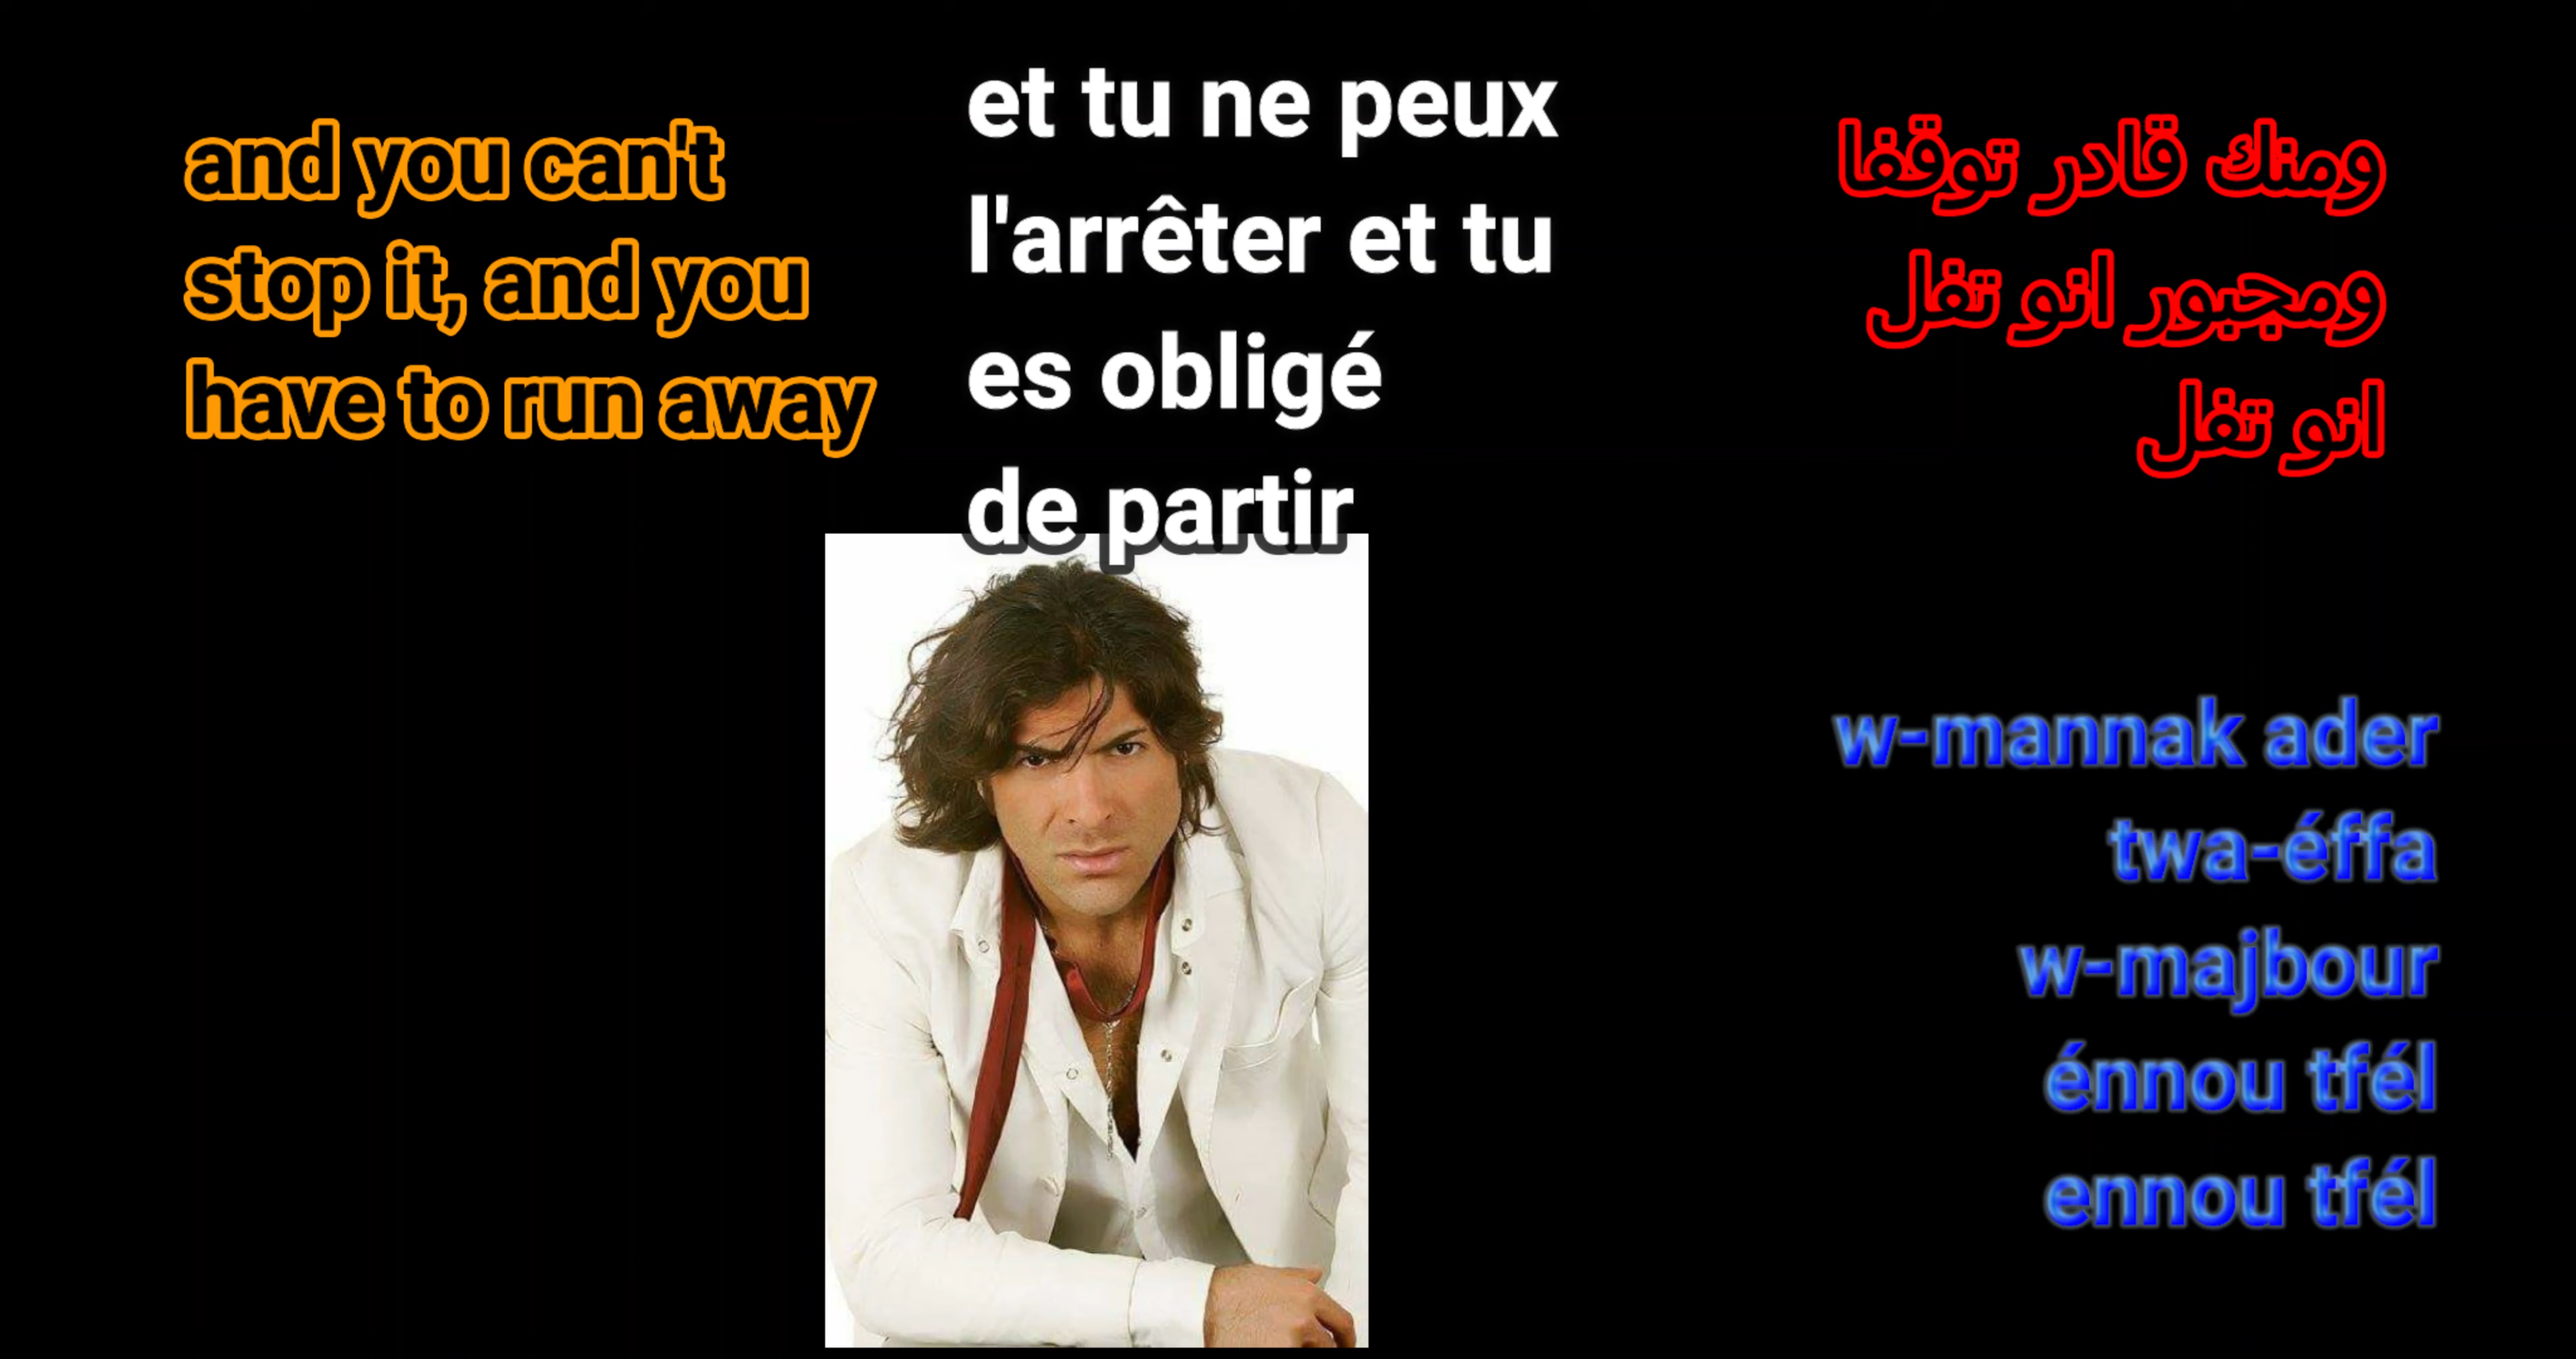 and you can't
stop it, and you
have to run away
et tu ne peux
l'arrêter et tu
es obligé
de partir
ومنك قادر توقفا
ومجبور انو تفل
انو تفل
w-mannak ader
twa-éffa
w-majbour
énnou tfél
ennou tfél